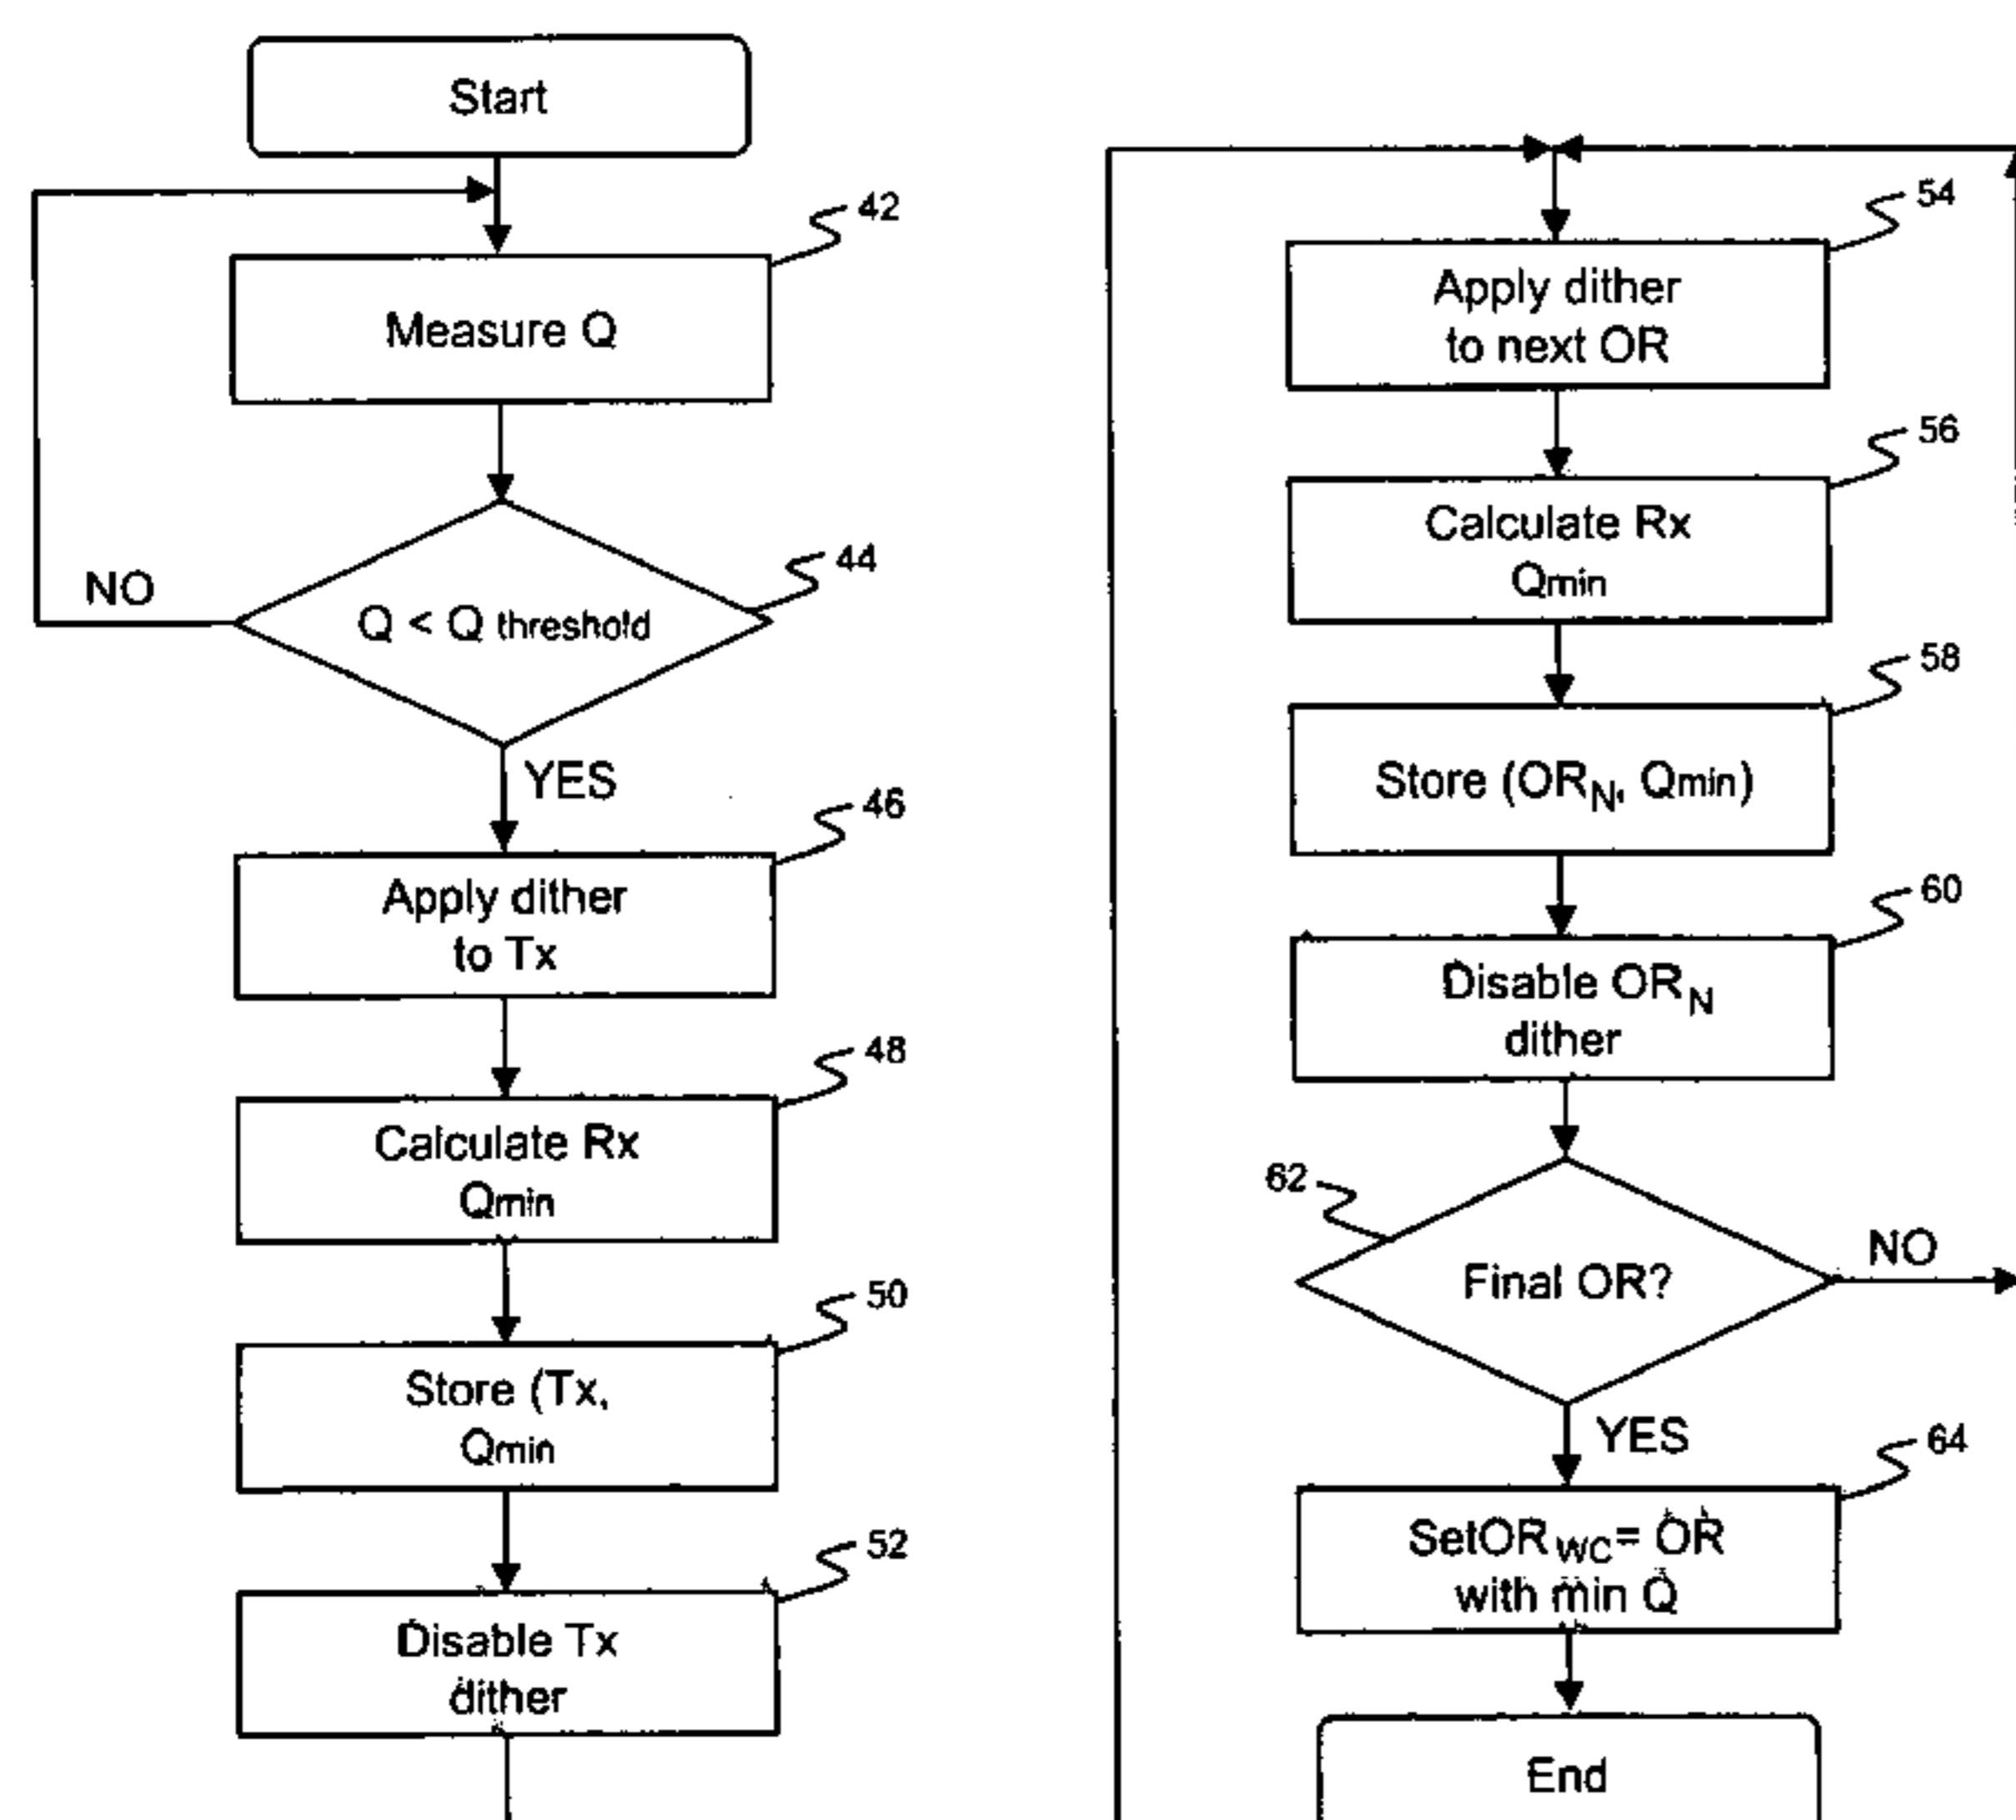 Start
42
Measure Q
44
NO
Q < Q threshold
YES
46
Apply dither
to Tx
48
Calculate Rx
Qmin
50
Store (Tx,
Qmin
52
Disable Tx
dither
54
Apply dither
to next OR
56
Calculate Rx
Qmin
58
Store (ORN, Qmin)
60
Disable ORN
dither
62
Final OR?
NO
YES
64
SetORWC= OR
with min Q
End